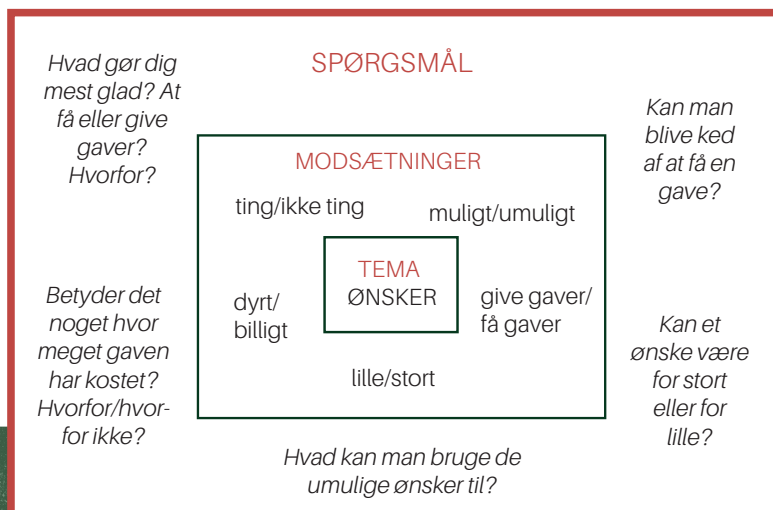 SPØRGSMÅL
Hvad gør dig
mest glad? At
få eller give
gaver?
Hvorfor?
Kan man
blive ked
af at få en
gave?
MODSÆTNINGER
ting/ikke ting
muligt/umuligt
TEMA
ØNSKER
dyrt/
billigt
give gaver/
få gaver
lille/stort
Betyder det
noget hvor
meget gaven
har kostet?
Hvorfor/hvor-
for ikke?
Kan et
ønske være
for stort
eller for
lille?
Hvad kan man bruge de
umulige ønsker til?